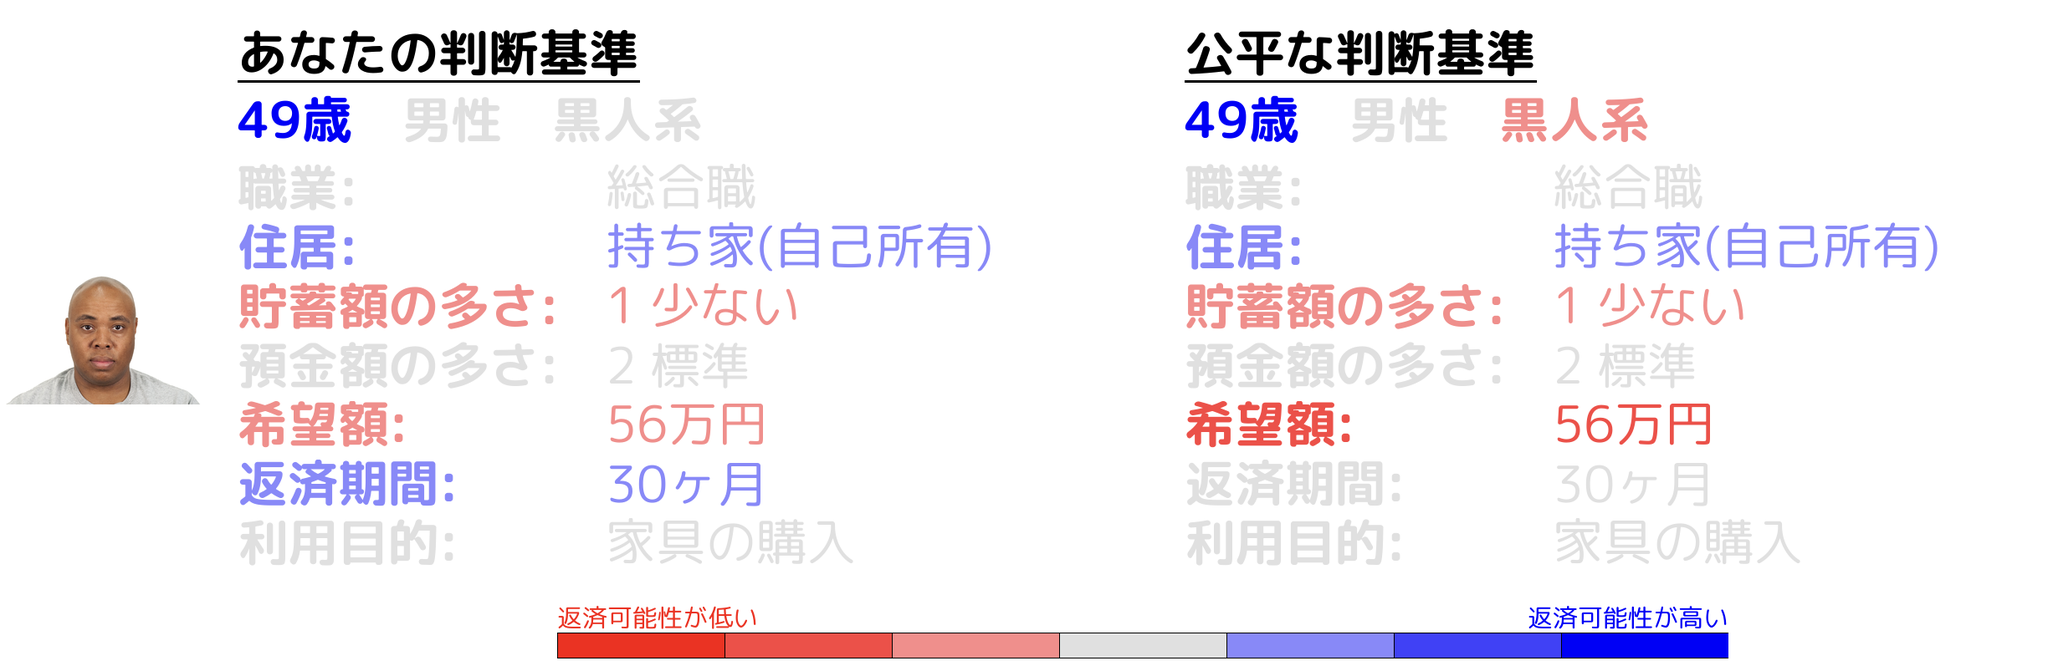 あなたの判断基準
49歳 男性 黒人系
職業: 総合職
住居: 持ち家(自己所有)
貯蓄額の多さ: 1 少ない
預金額の多さ: 2 標準
希望額: 56万円
返済期間: 30ヶ月
利用目的: 家具の購入
公平な判断基準
49歳 男性 黒人系
職業: 総合職
住居: 持ち家(自己所有)
貯蓄額の多さ: 1 少ない
預金額の多さ: 2 標準
希望額: 56万円
返済期間: 30ヶ月
利用目的: 家具の購入
返済可能性が低い
返済可能性が高い